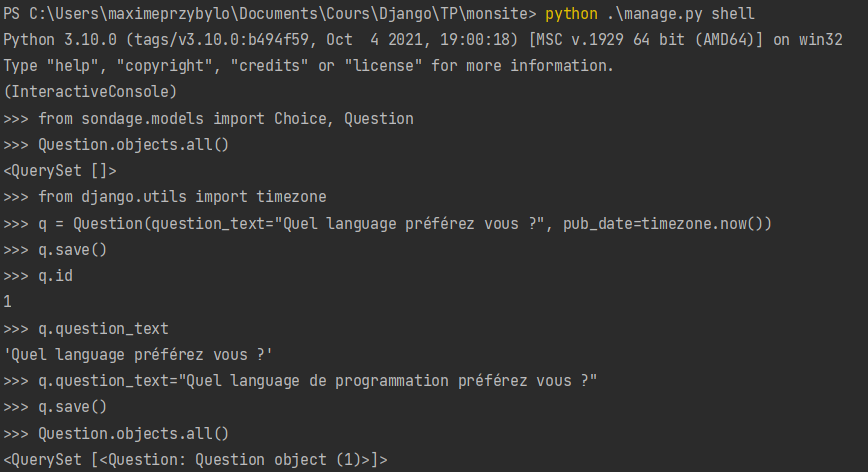 PS C:\Users\maximeprzybylo\Documents\Cours\Django\TP\monsite> python .\manage.py shell
Python 3.10.0 (tags/v3.10.0:b494f59, Oct  4 2021, 19:00:18) [MSC v.1929 64 bit (AMD64)] on win32
Type "help", "copyright", "credits" or "license" for more information.
(InteractiveConsole)
>>> from sondage.models import Choice, Question
>>> Question.objects.all()
<QuerySet []>
>>> from django.utils import timezone
>>> q = Question(question_text="Quel language préférez vous ?", pub_date=timezone.now())
>>> q.save()
>>> q.id
1
>>> q.question_text
'Quel language préférez vous ?'
>>> q.question_text="Quel language de programmation préférez vous ?"
>>> q.save()
>>> Question.objects.all()
<QuerySet [<Question: Question object (1)>]>